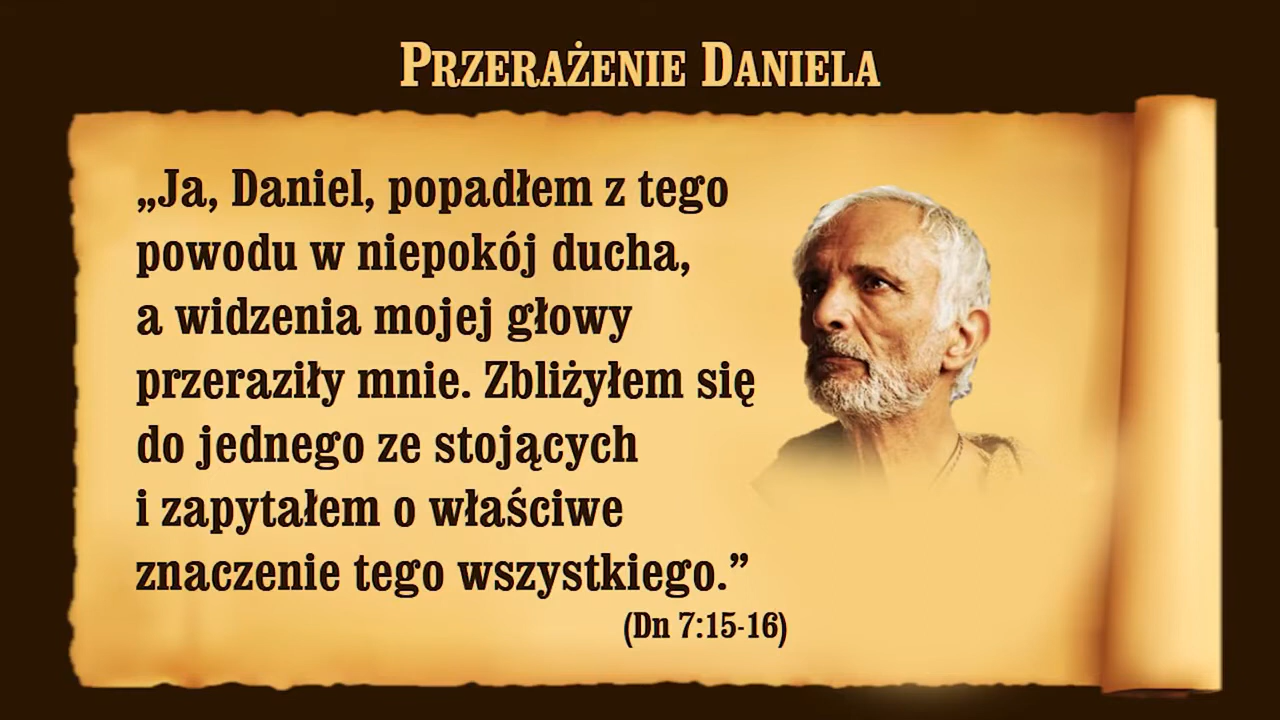 PRZERAŻENIE DANIELA
„Ja, Daniel, popadłem z tego
powodu w niepokój ducha,
a widzenia mojej głowy
przeraziły mnie. Zbliżyłem się
do jednego ze stojących
i zapytałem o właściwe
znaczenie tego wszystkiego.”
(Dn 7:15-16)